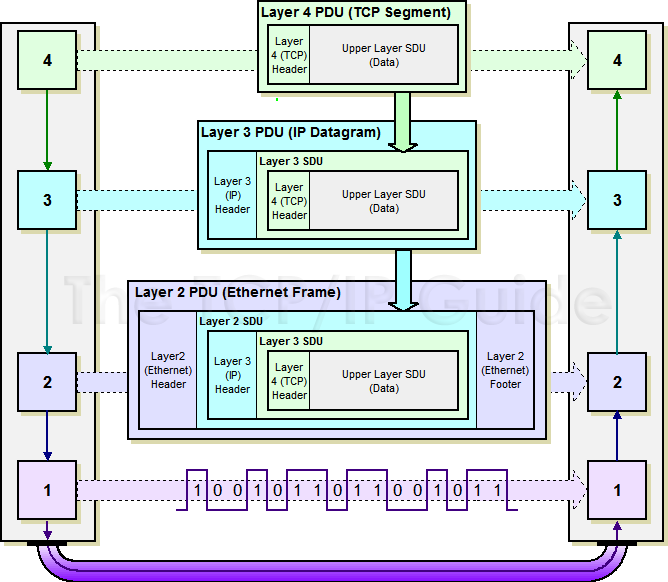 Layer 4 PDU (TCP Segment)
4
Layer
4 (TCP)
Header
Upper Layer SDU
(Data)
4
Layer 3 PDU (IP Datagram)
3
Layer 3
(IP)
Header
Layer 3 SDU
Layer
4 (TCP)
Header
Upper Layer SDU
(Data)
3
The TCP/IP Guide
Layer 2 PDU (Ethernet Frame)
2
Layer2
(Ethernet)
Header
Layer 2 SDU
Layer 3
(IP)
Header
Layer 3 SDU
Layer
4 (TCP)
Header
Upper Layer SDU
(Data)
Layer 2
(Ethernet)
Footer
2
1
1 0 0 1 0 1 1 0 1 1 0 0 1 0 1 1
1